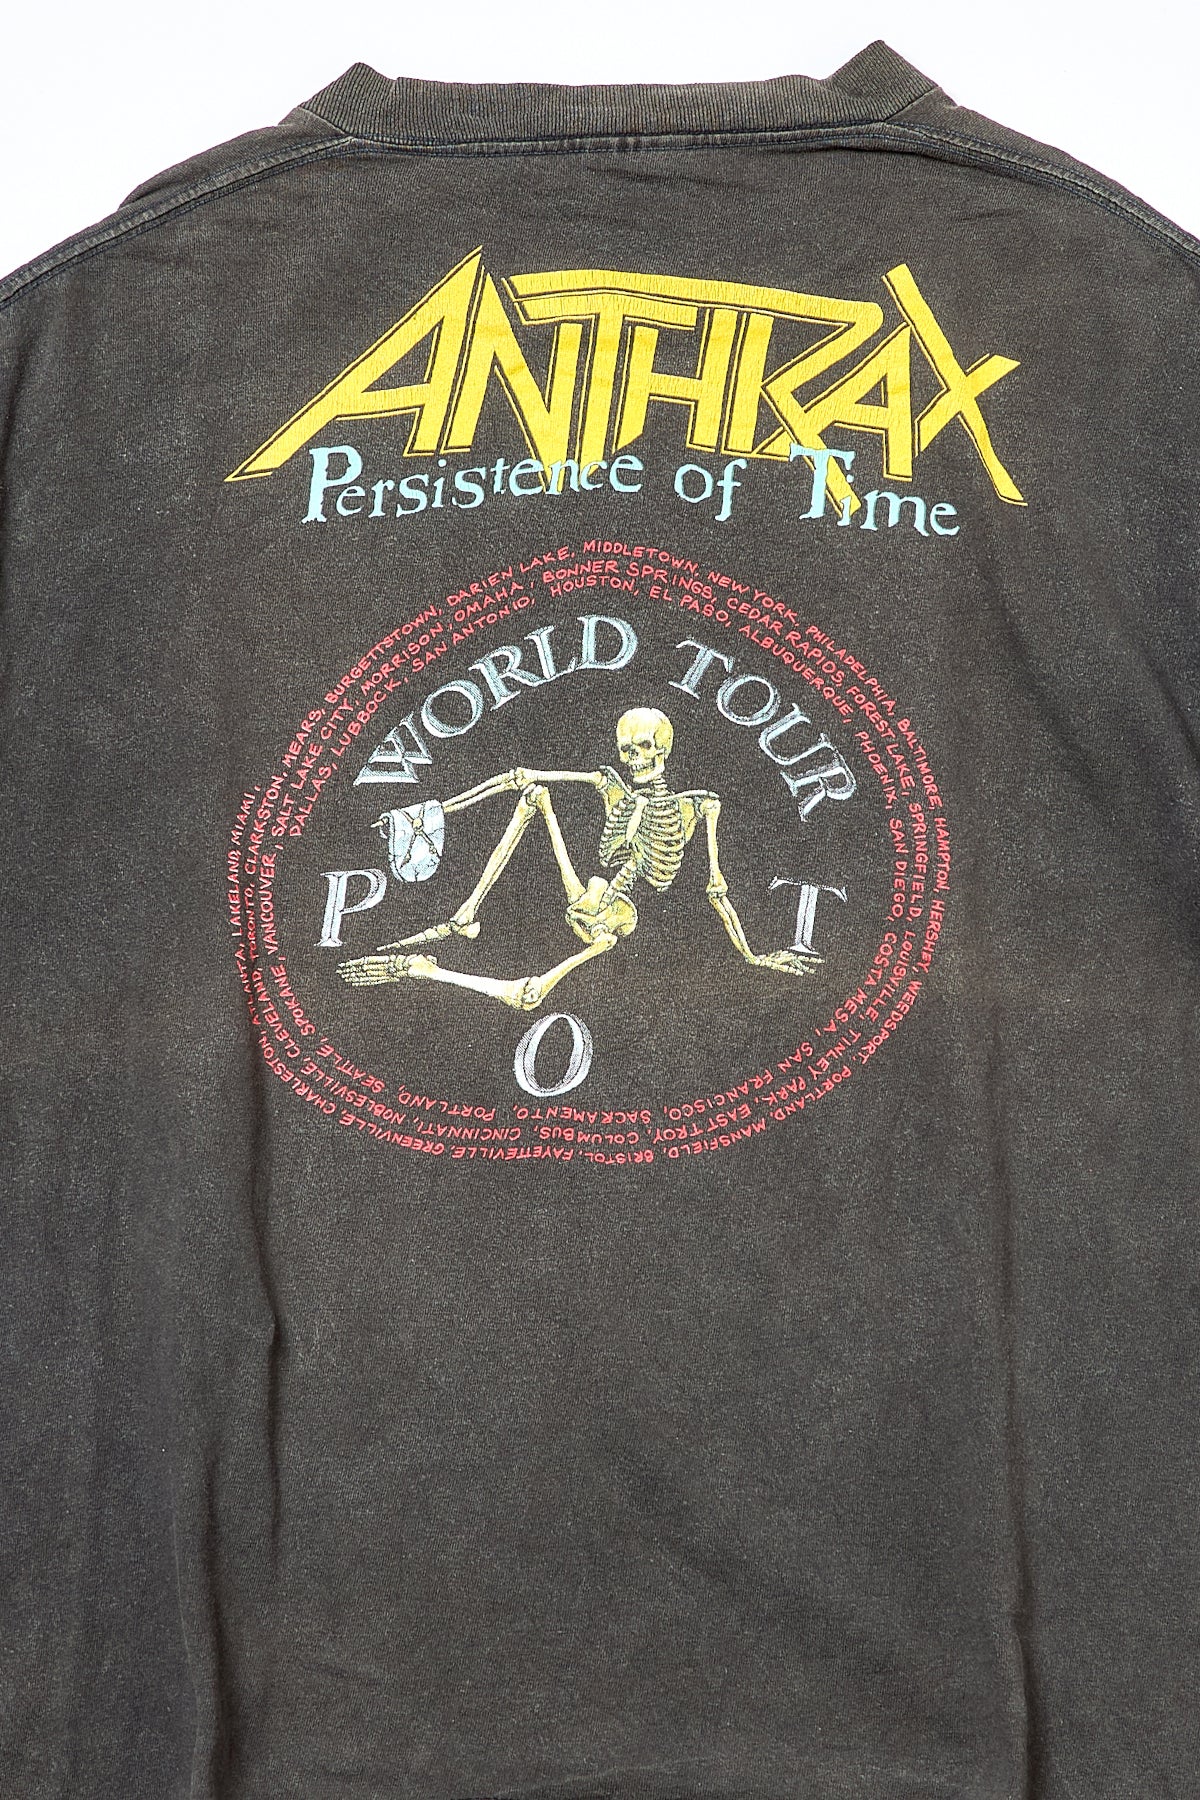 ANTHRAX
Persistence of Time
ATLANTA, LAKELAND, MIAMI,
MEARS, BURGETTSTOWN, DARIEN LAKE, MIDDLETOWN, NEW YORK, PHILADELPHIA, BALTIMORE, HAMPTON, HERSHEY, WEEDSPORT, PORTLAND, MANSFIELD, BRISTOL, FAYETTEVILLE, GREENVILLE, CHARLESTON,
CLEVELAND, TORONTO, CLARKSTON,
SALT LAKE CITY, MORRISON, OMAHA, BONNER SPRINGS, CEDAR RAPIDS, FOREST LAKE, SPRINGFIELD, LOUISVILLE, TINLEY PARK, EAST TROY, COLUMBUS, CINCINNATI, NOBLESVILLE,
SPOKANE, VANCOUVER,
DALLAS, LUBBOCK, SAN ANTONIO, HOUSTON, EL PASO, ALBUQUERQUE, PHOENIX, SAN DIEGO, COSTA MESA, SAN FRANCISCO, SACRAMENTO, PORTLAND, SEATTLE,
WORLD TOUR
P O T